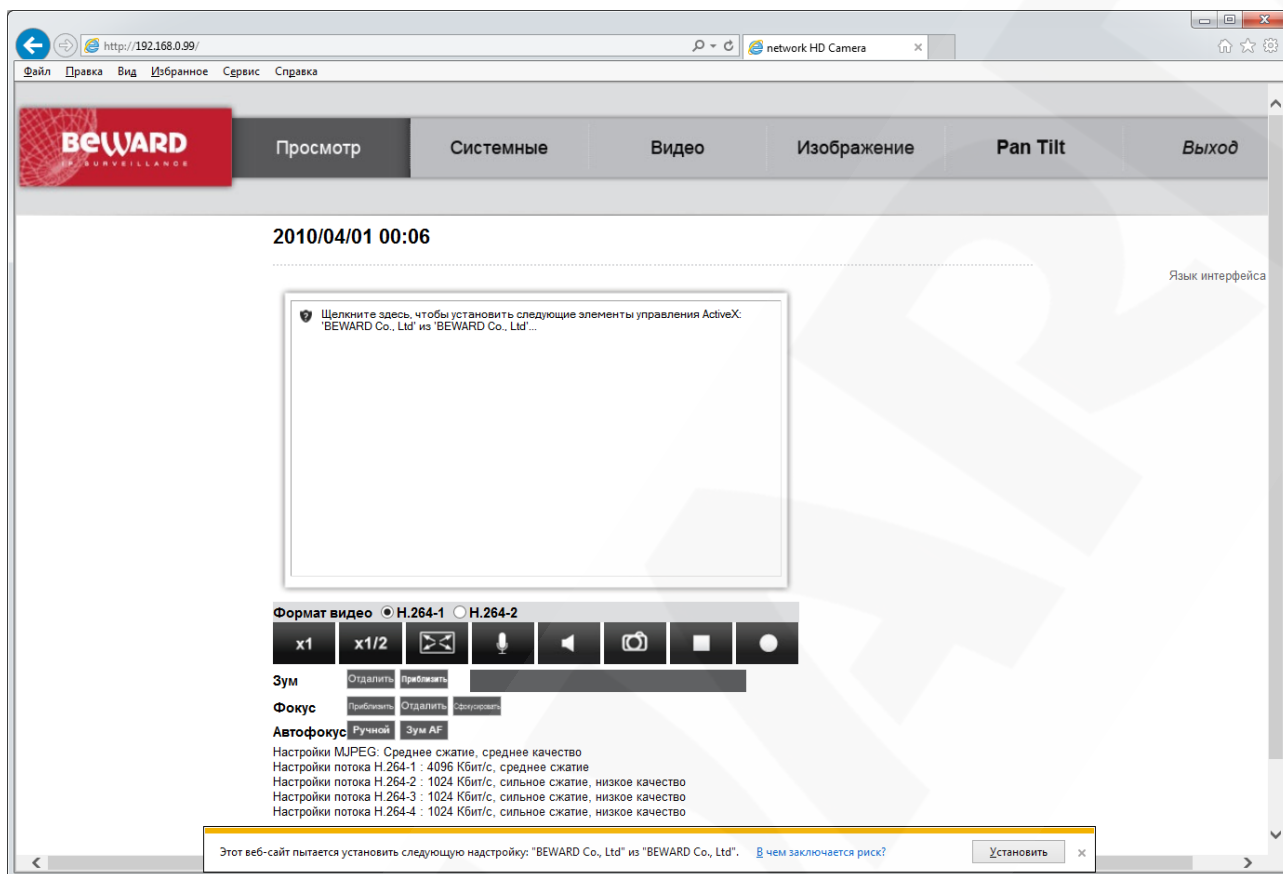 http://192.168.0.99/
network HD Camera
Файл Правка Вид Избранное Сервис Справка
BEWARD
IP SURVEILLANCE
Просмотр
Системные
Видео
Изображение
Pan Tilt
Выход
2010/04/01 00:06
Язык интерфейса
Щелкните здесь, чтобы установить следующие элементы управления ActiveX:
'BEWARD Co., Ltd' из 'BEWARD Co., Ltd'...
Формат видео H.264-1 H.264-2
x1 x1/2
Зум Отдалить Приблизить
Фокус Приблизить Отдалить Сфокусировать
Автофокус Ручной Зум AF
Настройки MJPEG: Среднее сжатие, среднее качество
Настройки потока H.264-1 : 4096 Кбит/с, среднее сжатие
Настройки потока H.264-2 : 1024 Кбит/с, сильное сжатие, низкое качество
Настройки потока H.264-3 : 1024 Кбит/с, сильное сжатие, низкое качество
Настройки потока H.264-4 : 1024 Кбит/с, сильное сжатие, низкое качество
Этот веб-сайт пытается установить следующую надстройку: "BEWARD Co., Ltd" из "BEWARD Co., Ltd". В чем заключается риск? Установить